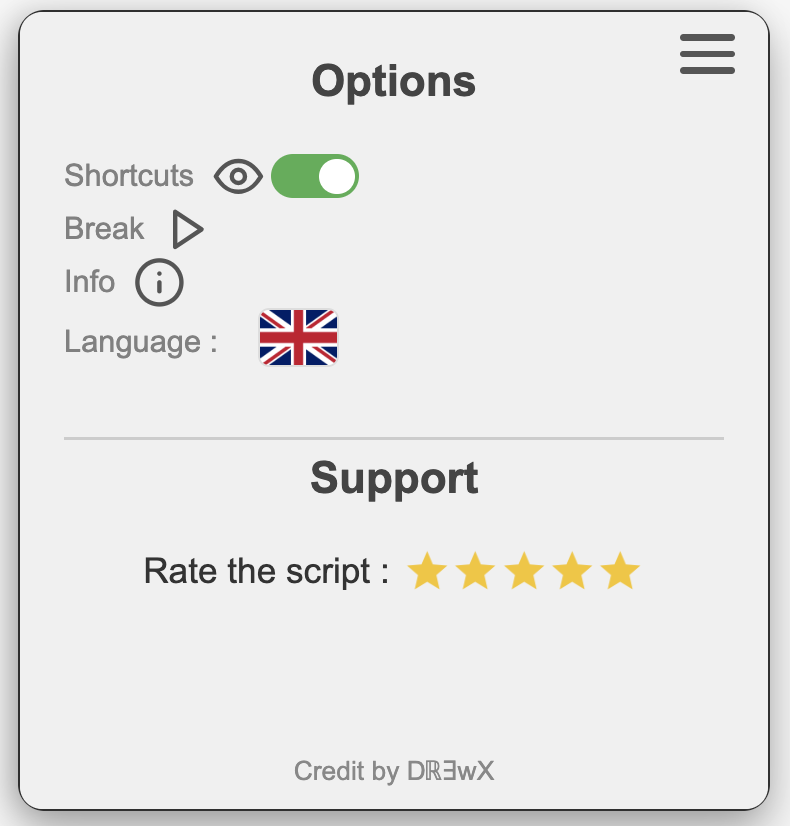 Options
Shortcuts
Break
Info
Language :
Support
Rate the script :
Credit by DℝƎwX